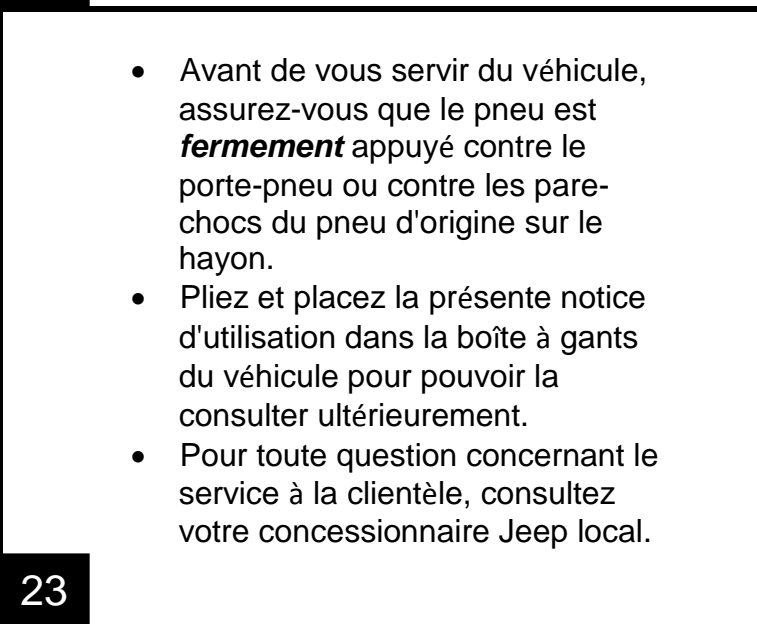 • Avant de vous servir du véhicule,
assurez-vous que le pneu est
fermement appuyé contre le
porte-pneu ou contre les pare-
chocs du pneu d'origine sur le
hayon.
• Pliez et placez la présente notice
d'utilisation dans la boîte à gants
du véhicule pour pouvoir la
consulter ultérieurement.
• Pour toute question concernant le
service à la clientèle, consultez
votre concessionnaire Jeep local.
23